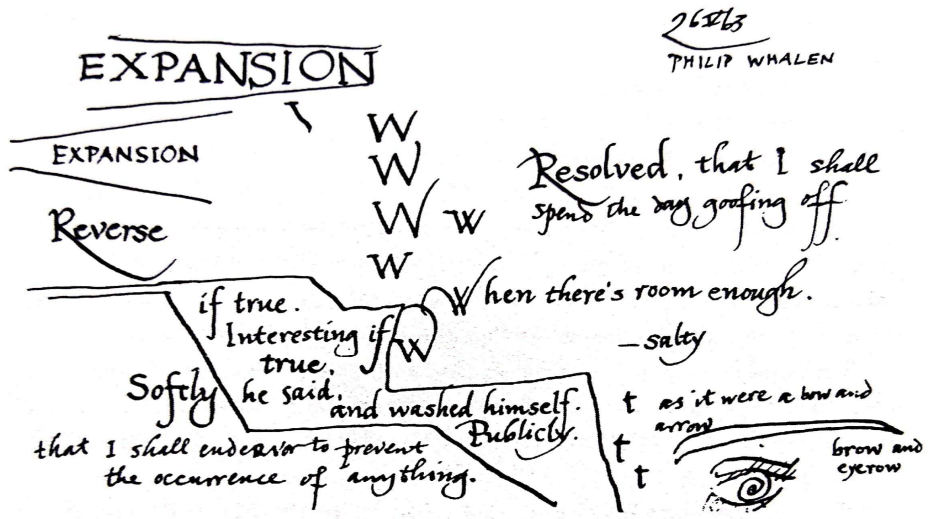 26 IV 63
PHILIP WHALEN
EXPANSION
EXPANSION
Reverse
W
W
W W
W
W
Resolved, that I shall
spend the day goofing off.
When there's room enough.
— salty
if true.
Interesting if
true,
Softly he said,
and washed himself.
Publicly.
that I shall endeavor to prevent
the occurrence of anything.
t as it were a bow and
arrow
t
t
brow and
eyerow